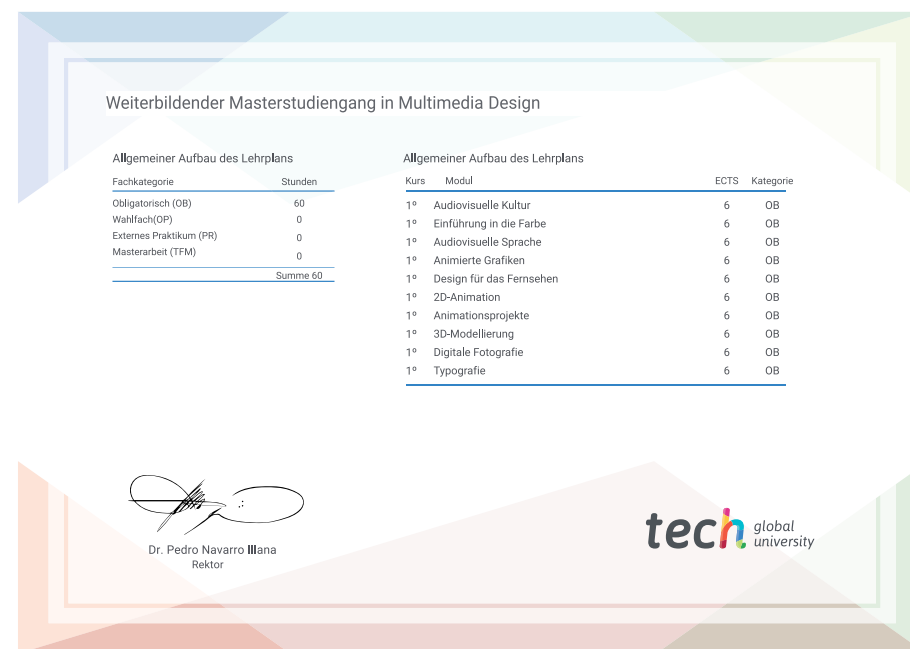 Weiterbildender Masterstudiengang in Multimedia Design
Allgemeiner Aufbau des Lehrplans
Fachkategorie Stunden
Obligatorisch (OB) 60
Wahlfach(OP) 0
Externes Praktikum (PR) 0
Masterarbeit (TFM) 0
Summe 60
Allgemeiner Aufbau des Lehrplans
Kurs Modul ECTS Kategorie
1º Audiovisuelle Kultur 6 OB
1º Einführung in die Farbe 6 OB
1º Audiovisuelle Sprache 6 OB
1º Animierte Grafiken 6 OB
1º Design für das Fernsehen 6 OB
1º 2D-Animation 6 OB
1º Animationsprojekte 6 OB
1º 3D-Modellierung 6 OB
1º Digitale Fotografie 6 OB
1º Typografie 6 OB
Dr. Pedro Navarro Illana
Rektor
tech global
university